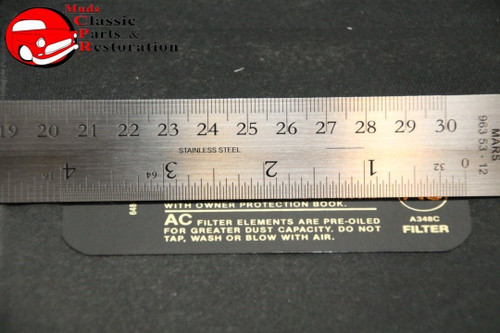 Muds
Classic
Parts &
Restoration
19 20 21 22 23 24 25 26 27 28 29 30
STAINLESS STEEL
MARS
963 53 - 12
4 16 64 3 2 1 32 0
648
WITH OWNER PROTECTION BOOK.
AC FILTER ELEMENTS ARE PRE-OILED
FOR GREATER DUST CAPACITY. DO NOT
TAP, WASH OR BLOW WITH AIR.
A348C
FILTER